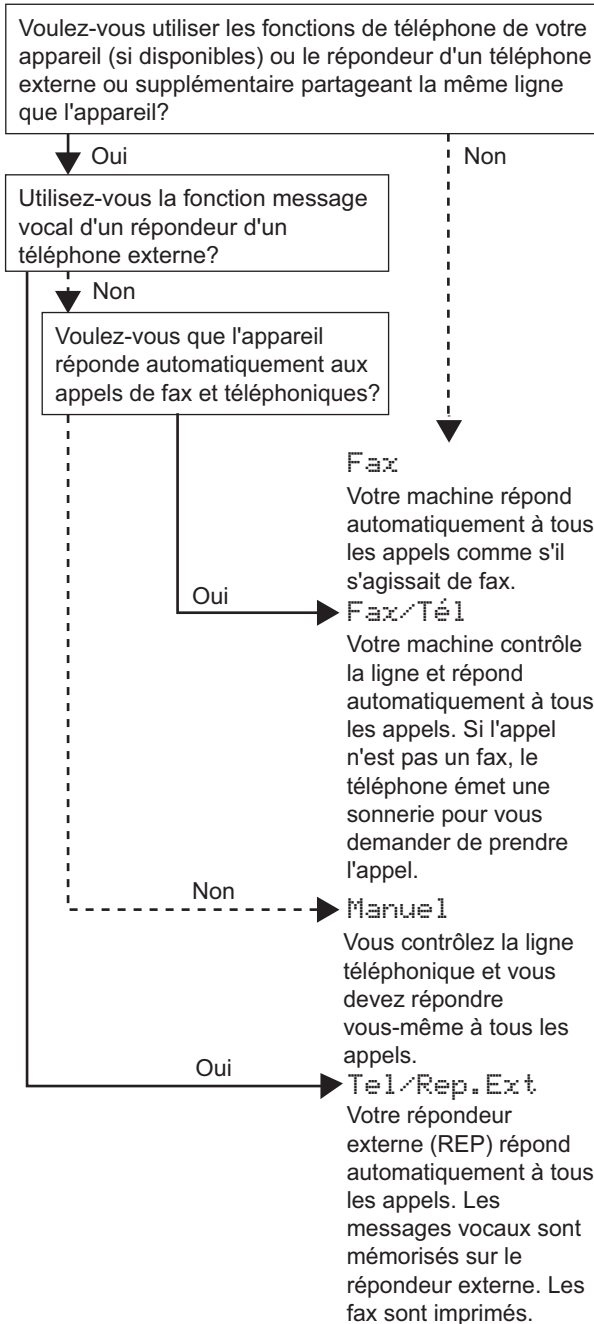 Voulez-vous utiliser les fonctions de téléphone de votre
appareil (si disponibles) ou le répondeur d'un téléphone
externe ou supplémentaire partageant la même ligne
que l'appareil?
Oui
Non
Utilisez-vous la fonction message
vocal d'un répondeur d'un
téléphone externe?
Non
Voulez-vous que l'appareil
réponde automatiquement aux
appels de fax et téléphoniques?
Fax
Votre machine répond
automatiquement à tous
les appels comme s'il
s'agissait de fax.
Oui
Fax/Tél
Votre machine contrôle
la ligne et répond
automatiquement à tous
les appels. Si l'appel
n'est pas un fax, le
téléphone émet une
sonnerie pour vous
demander de prendre
l'appel.
Non
Manuel
Vous contrôlez la ligne
téléphonique et vous
devez répondre
vous-même à tous les
appels.
Oui
Tel/Rep.Ext
Votre répondeur
externe (REP) répond
automatiquement à tous
les appels. Les
messages vocaux sont
mémorisés sur le
répondeur externe. Les
fax sont imprimés.